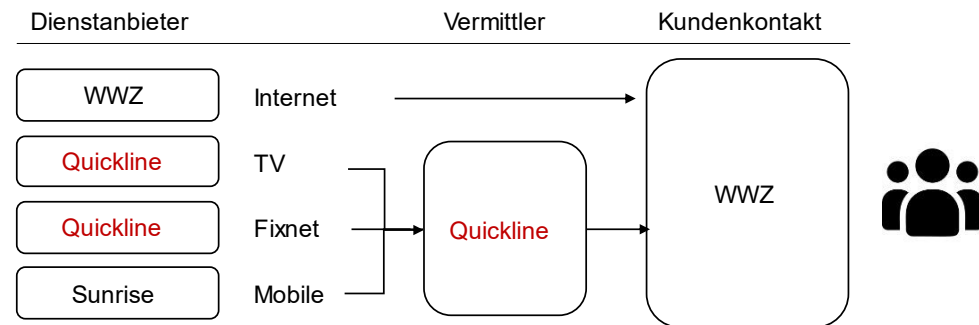 Dienstanbieter Vermittler Kundenkontakt
WWZ Internet
Quickline TV
Quickline Fixnet
Sunrise Mobile
Quickline
WWZ